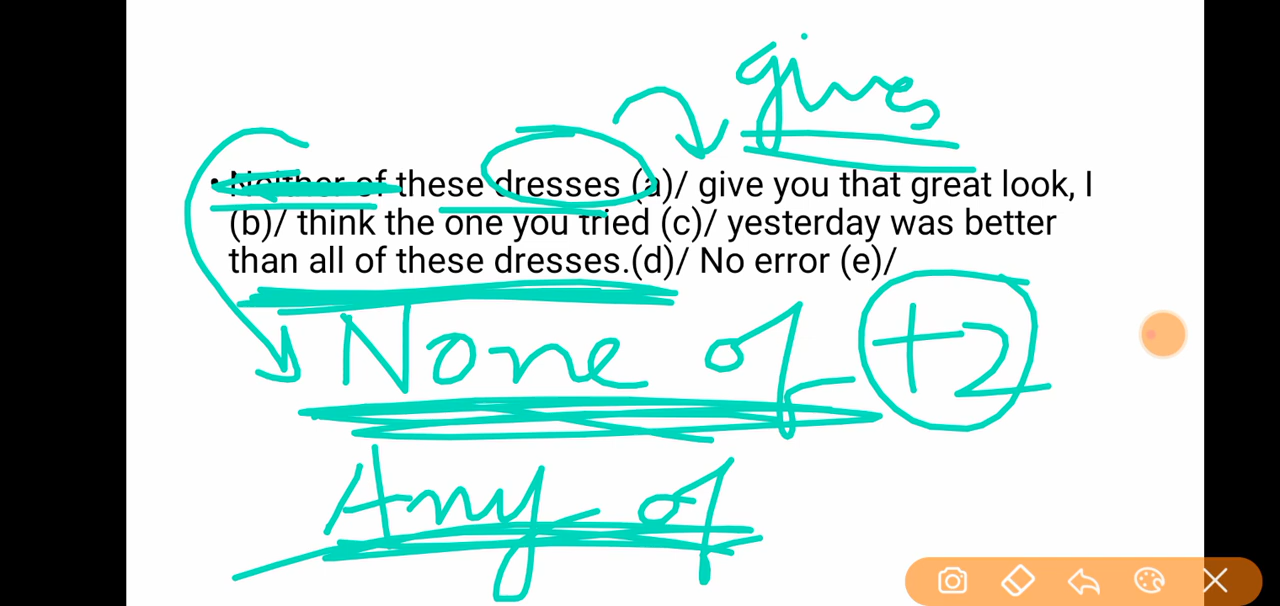 gives
• Neither of these dresses (a)/ give you that great look, I
(b)/ think the one you tried (c)/ yesterday was better
than all of these dresses.(d)/ No error (e)/
None of +2
Any of